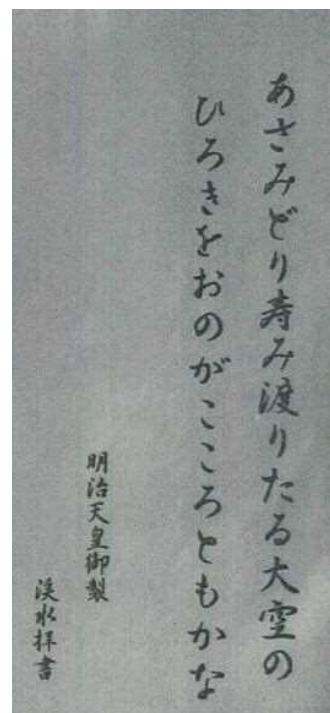 あさみどり寿み渡りたる大空の
ひろきをおのがこころともがな
明治天皇御製
渓水拝書